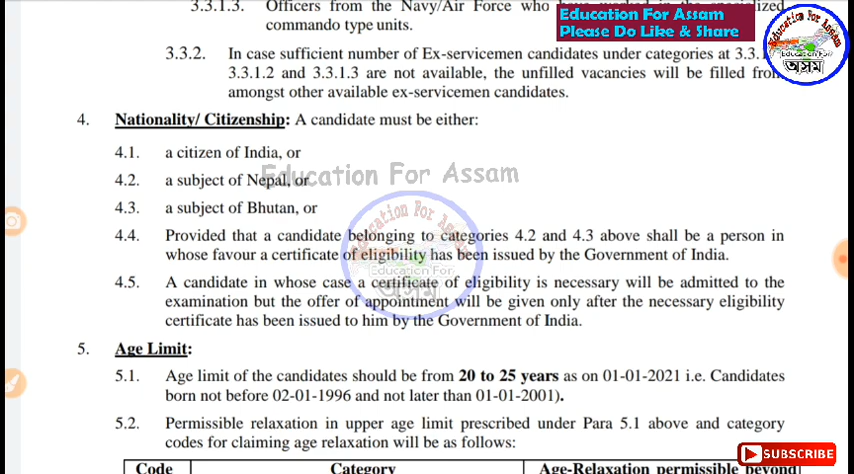 3.3.1.3. Officers from the Navy/Air Force who
commando type units.
Education For Assam
Please Do Like & Share
Education For
অসম
3.3.2. In case sufficient number of Ex-servicemen candidates under categories at 3.3.1
3.3.1.2 and 3.3.1.3 are not available, the unfilled vacancies will be filled from
amongst other available ex-servicemen candidates.
4. Nationality/ Citizenship: A candidate must be either:
4.1. a citizen of India, or
4.2. a subject of Nepal, or
Education For Assam
4.3. a subject of Bhutan, or
4.4. Provided that a candidate belonging to categories 4.2 and 4.3 above shall be a person in
whose favour a certificate of eligibility has been issued by the Government of India.
Education For
অসম
4.5. A candidate in whose case a certificate of eligibility is necessary will be admitted to the
examination but the offer of appointment will be given only after the necessary eligibility
certificate has been issued to him by the Government of India.
5. Age Limit:
5.1. Age limit of the candidates should be from 20 to 25 years as on 01-01-2021 i.e. Candidates
born not before 02-01-1996 and not later than 01-01-2001).
5.2. Permissible relaxation in upper age limit prescribed under Para 5.1 above and category
codes for claiming age relaxation will be as follows:
SUBSCRIBE
Code Category Age-Relaxation permissible beyond